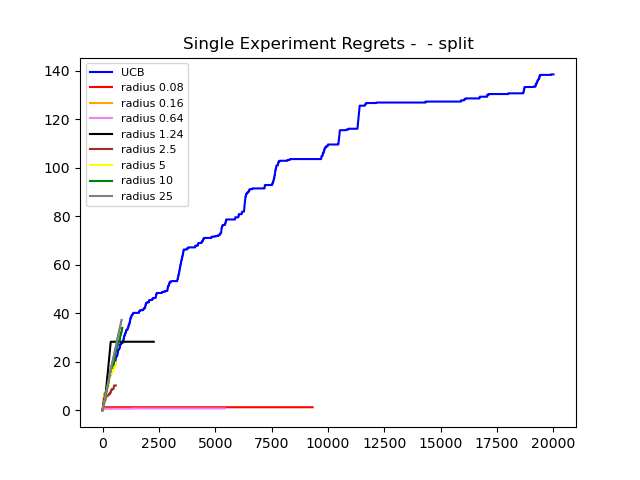 Single Experiment Regrets -  - split
UCB
radius 0.08
radius 0.16
radius 0.64
radius 1.24
radius 2.5
radius 5
radius 10
radius 25
140
120
100
80
60
40
20
0
0 2500 5000 7500 10000 12500 15000 17500 20000